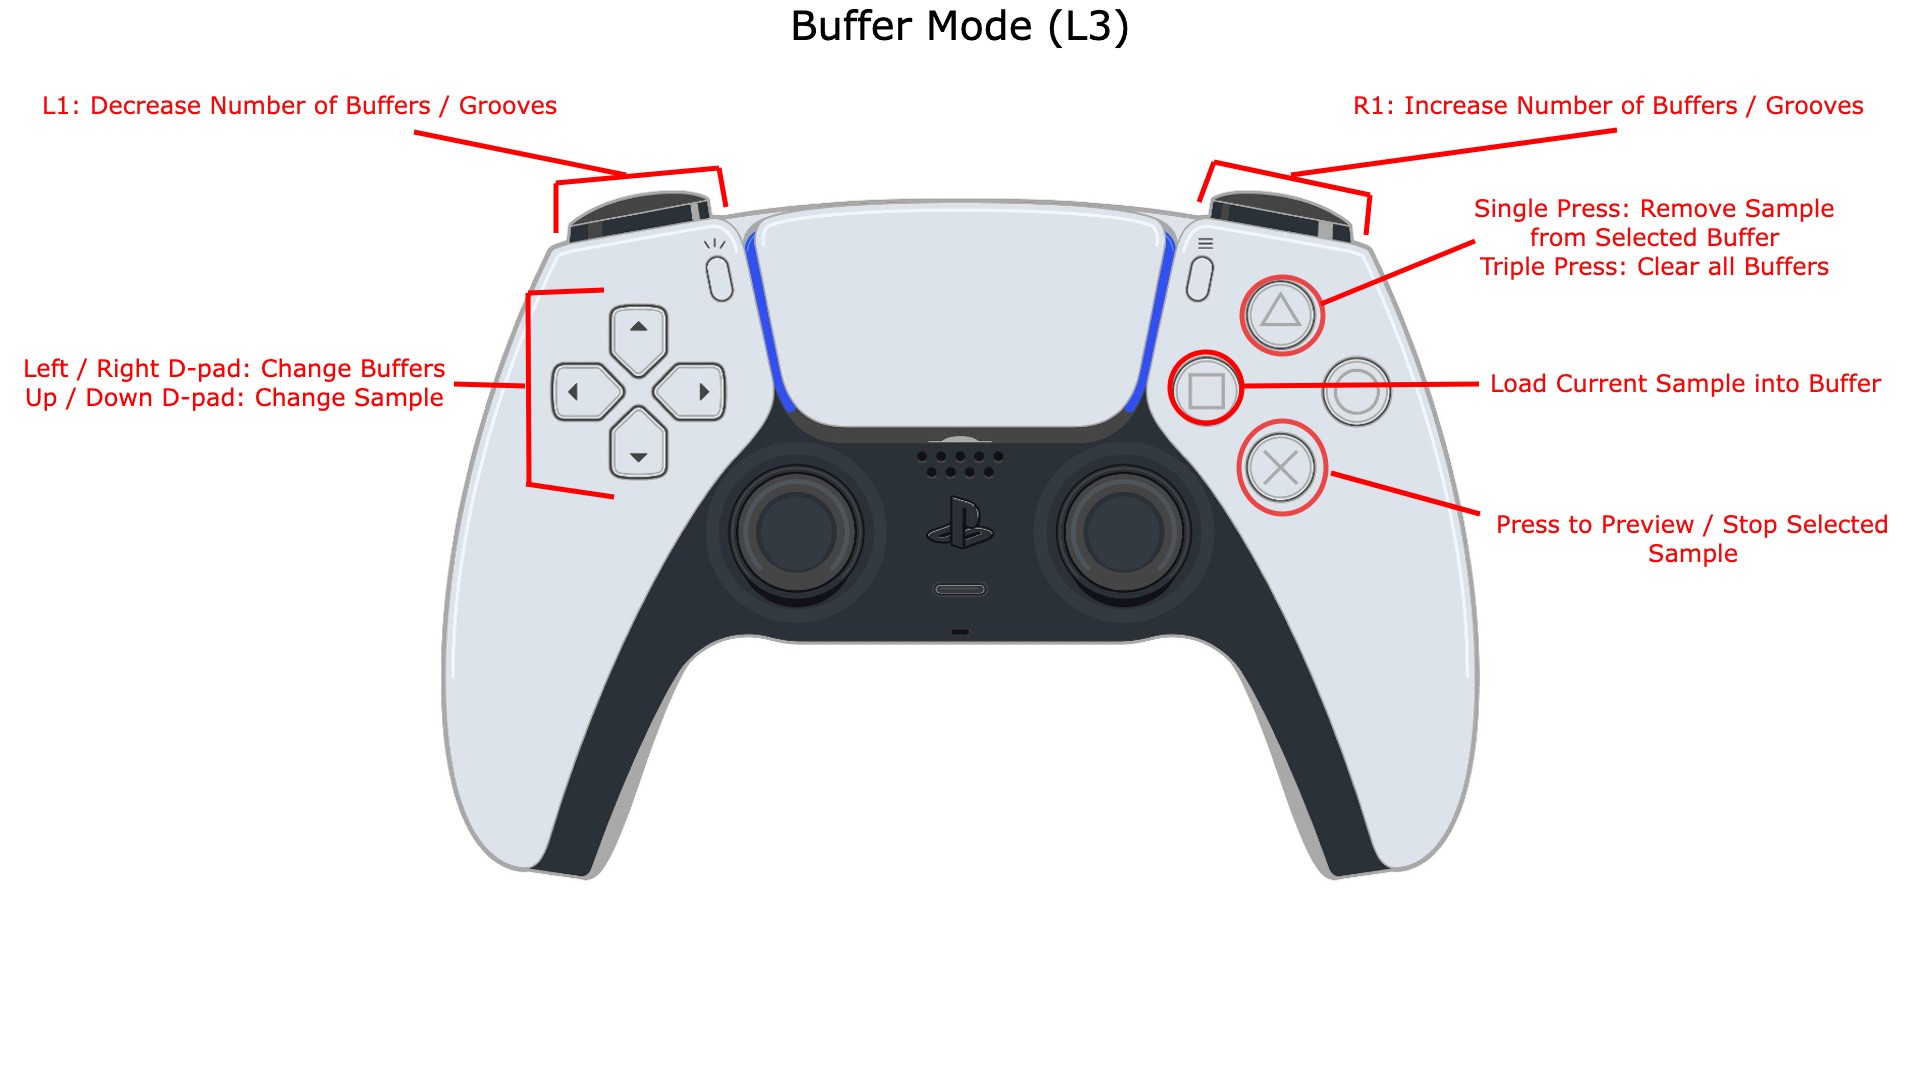 Buffer Mode (L3)
L1: Decrease Number of Buffers / Grooves
R1: Increase Number of Buffers / Grooves
Single Press: Remove Sample
from Selected Buffer
Triple Press: Clear all Buffers
Left / Right D-pad: Change Buffers
Up / Down D-pad: Change Sample
Load Current Sample into Buffer
Press to Preview / Stop Selected
Sample